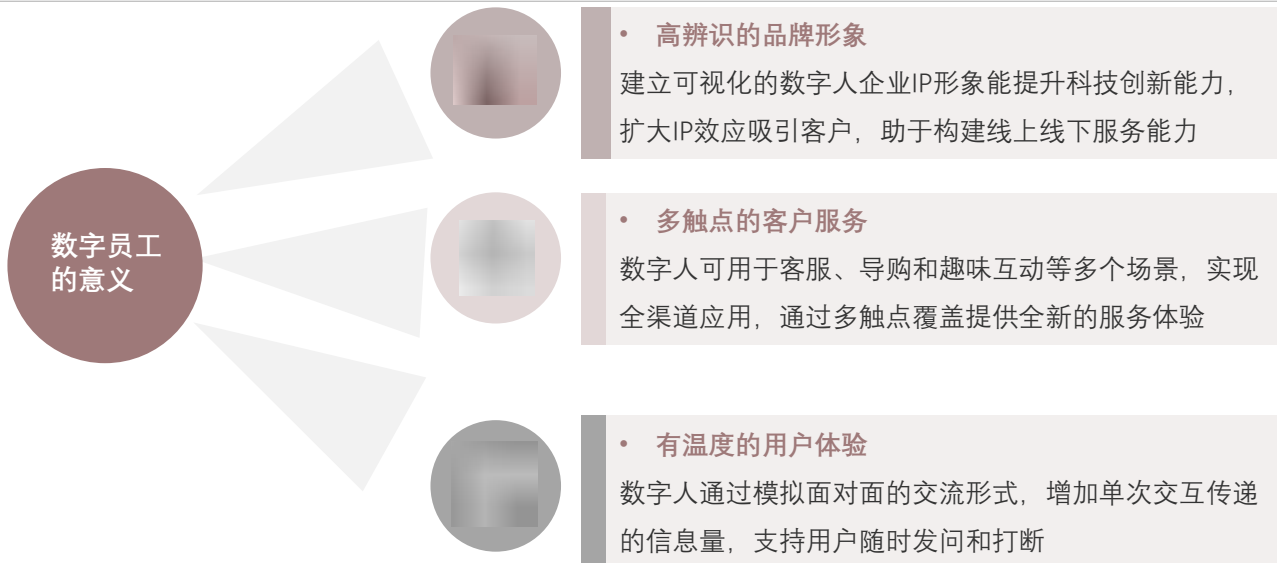 • 高辨识的品牌形象
建立可视化的数字人企业IP形象能提升科技创新能力，
扩大IP效应吸引客户，助于构建线上线下服务能力
数字员工
的意义
• 多触点的客户服务
数字人可用于客服、导购和趣味互动等多个场景，实现
全渠道应用，通过多触点覆盖提供全新的服务体验
• 有温度的用户体验
数字人通过模拟面对面的交流形式，增加单次交互传递
的信息量，支持用户随时发问和打断